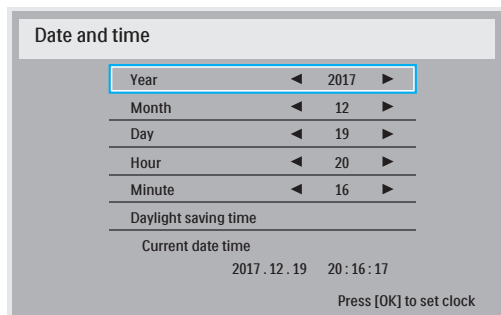 Date and time
Year ◄ 2017 ►
Month ◄ 12 ►
Day ◄ 19 ►
Hour ◄ 20 ►
Minute ◄ 16 ►
Daylight saving time
Current date time
2017 . 12 . 19 20 : 16 : 17
Press [OK] to set clock